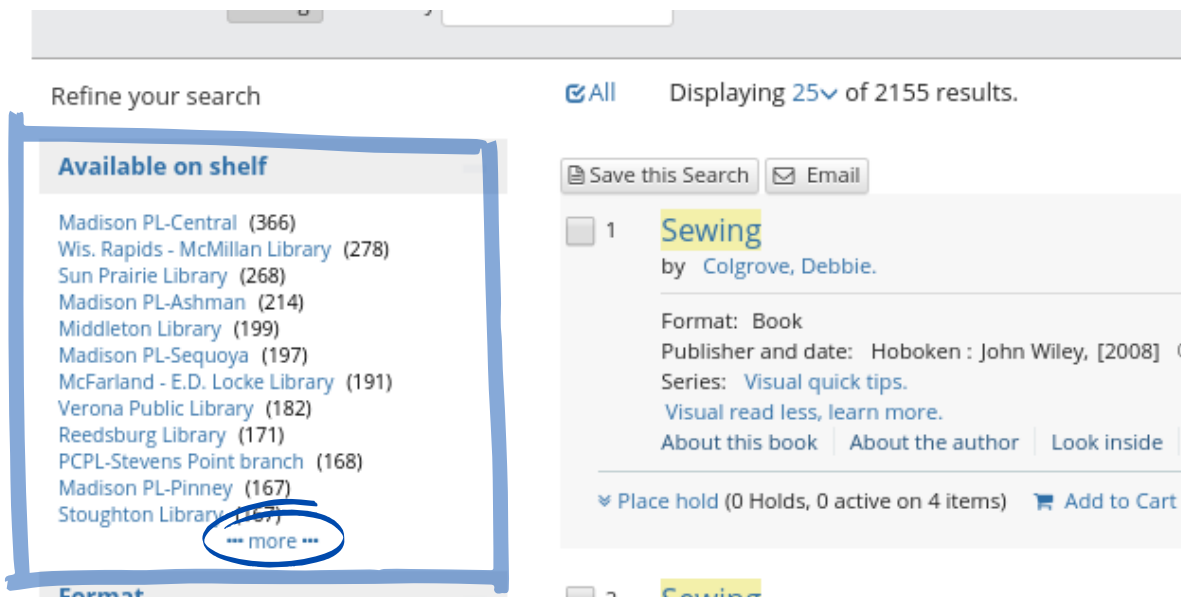 Refine your search
All Displaying 25 of 2155 results.
Available on shelf
Madison PL-Central (366)
Wis. Rapids - McMillan Library (278)
Sun Prairie Library (268)
Madison PL-Ashman (214)
Middleton Library (199)
Madison PL-Sequoya (197)
McFarland - E.D. Locke Library (191)
Verona Public Library (182)
Reedsburg Library (171)
PCPL-Stevens Point branch (168)
Madison PL-Pinney (167)
Stoughton Library (167)
more
Format
Save this Search Email
1 Sewing
by Colgrove, Debbie.
Format: Book
Publisher and date: Hoboken : John Wiley, [2008]
Series: Visual quick tips.
Visual read less, learn more.
About this book About the author Look inside
Place hold (0 Holds, 0 active on 4 items) Add to Cart
2 Sewing